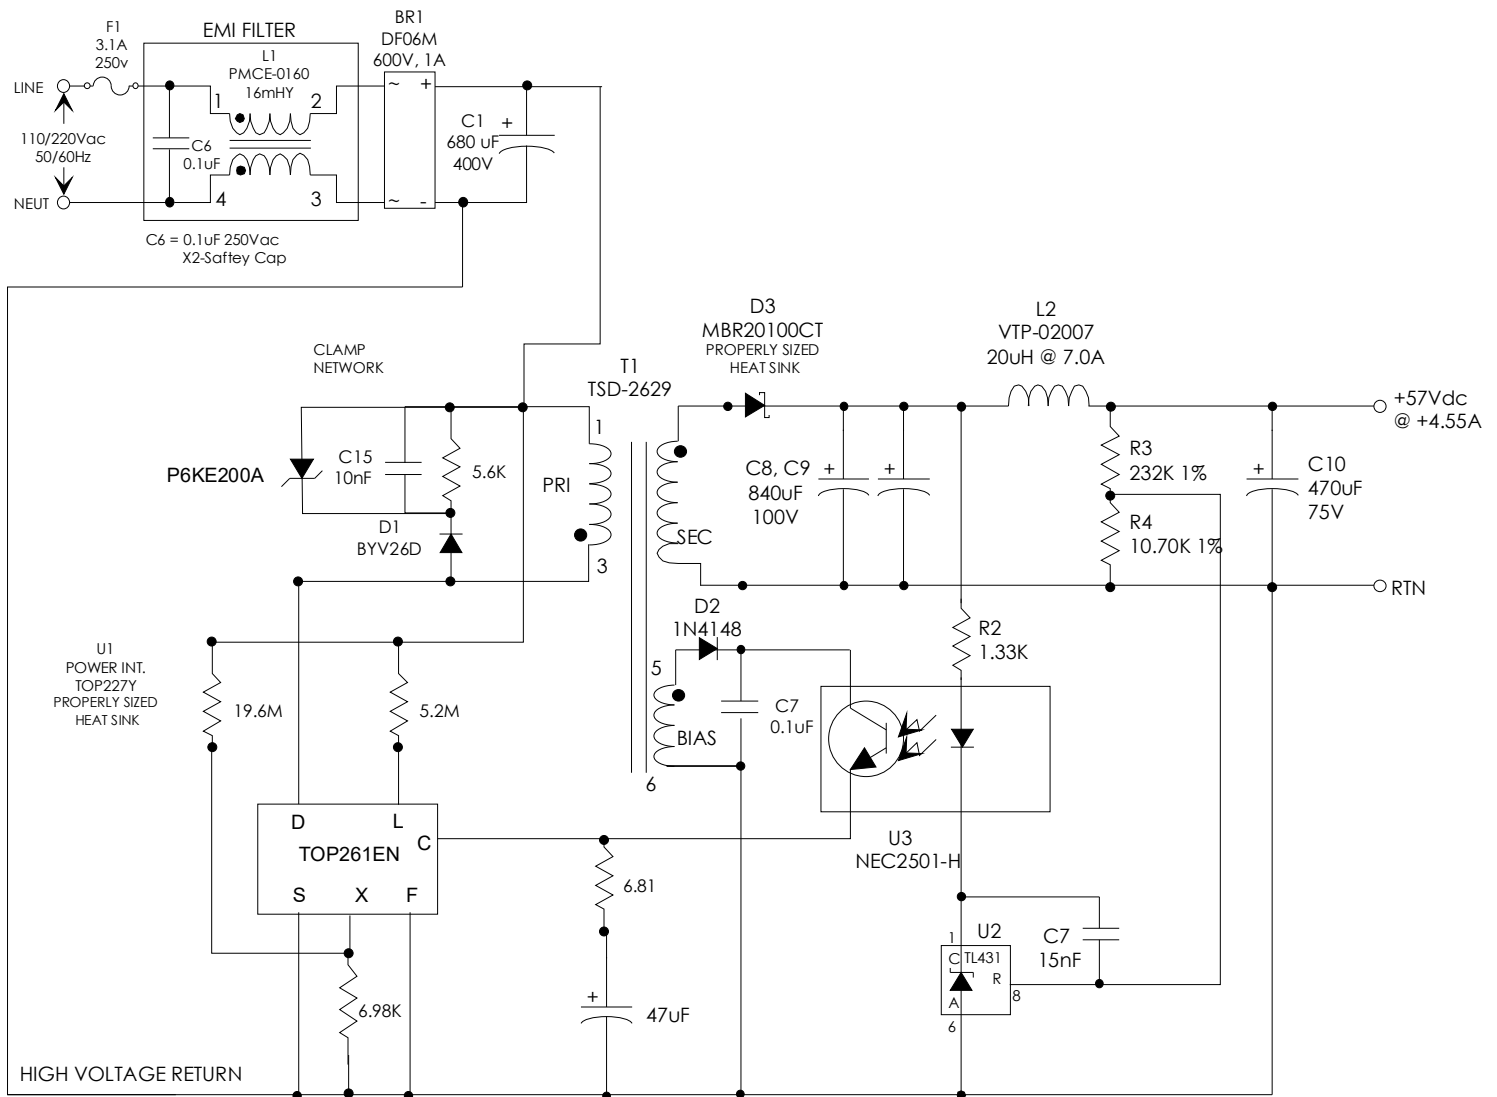 F1
3.1A
250v
EMI FILTER
L1
PMCE-0160
16mHY
BR1
DF06M
600V, 1A
LINE
1
2
~
+
110/220Vac
50/60Hz
C6
0.1uF
C1
+
680 uF
400V
NEUT
4
3
~
-
C6 = 0.1uF 250Vac
X2-Saftey Cap
CLAMP
NETWORK
T1
TSD-2629
D3
MBR20100CT
PROPERLY SIZED
HEAT SINK
L2
VTP-02007
20uH @ 7.0A
+57Vdc
@ +4.55A
1
P6KE200A
C15
10nF
5.6K
PRI
D1
BYV26D
3
SEC
C8, C9
840uF
100V
+
+
R3
232K 1%
R4
10.70K 1%
+
C10
470uF
75V
RTN
U1
POWER INT.
TOP227Y
PROPERLY SIZED
HEAT SINK
19.6M
5.2M
D2
1N4148
5
BIAS
6
C7
0.1uF
R2
1.33K
D
L
C
TOP261EN
S
X
F
U3
NEC2501-H
6.81
1
U2
C
TL431
R
A
8
6
C7
15nF
6.98K
+
47uF
HIGH VOLTAGE RETURN